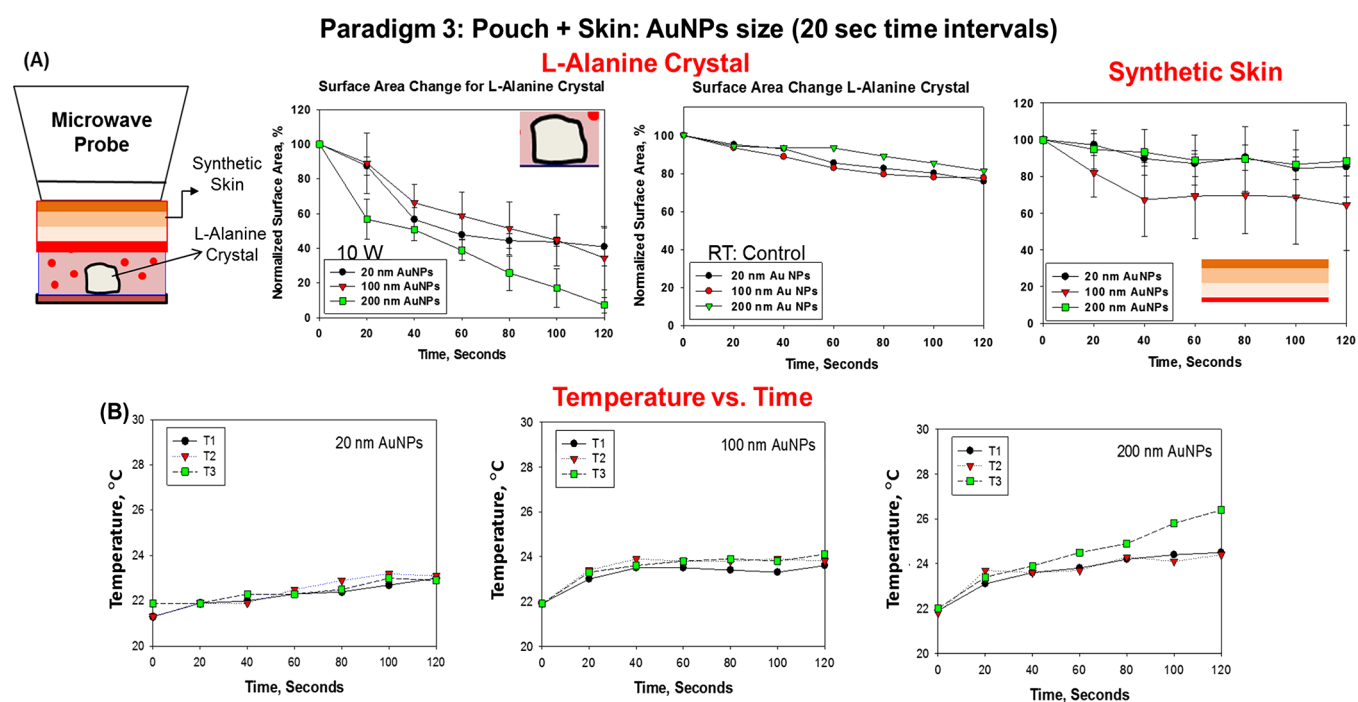 Paradigm 3: Pouch + Skin: AuNPs size (20 sec time intervals)
(A)
L-Alanine Crystal
Synthetic Skin
Microwave
Probe
Synthetic
Skin
L-Alanine
Crystal
Surface Area Change for L-Alanine Crystal
Normalized Surface Area, %
120
100
80
60
40
20
0
10 W
20 nm AuNPs
100 nm AuNPs
200 nm AuNPs
0 20 40 60 80 100 120
Time, Seconds
Surface Area Change L-Alanine Crystal
Normalized Surface Area, %
100
80
60
40
20
0
RT: Control
20 nm Au NPs
100 nm Au NPs
200 nm Au NPs
0 20 40 60 80 100 120
Time, Seconds
120
100
80
60
40
20
0
20 nm AuNPs
100 nm AuNPs
200 nm AuNPs
0 20 40 60 80 100 120
Time, Seconds
(B)
Temperature vs. Time
Temperature, °C
30
28
26
24
22
20
T1
T2
T3
20 nm AuNPs
0 20 40 60 80 100 120
Time, Seconds
Temperature, °C
30
28
26
24
22
20
T1
T2
T3
100 nm AuNPs
0 20 40 60 80 100 120
Time, Seconds
Temperature, °C
30
28
26
24
22
20
T1
T2
T3
200 nm AuNPs
0 20 40 60 80 100 120
Time, Seconds